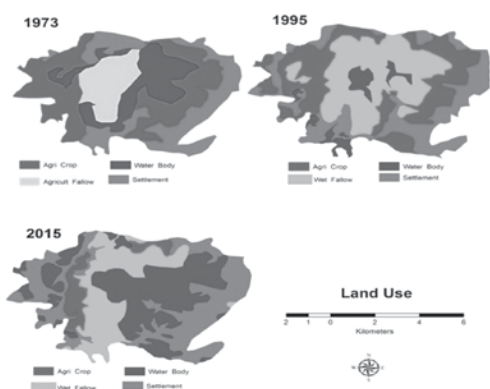 1973
Agri Crop
Water Body
Agricult Fallow
Settlement
1995
Agri Crop
Water Body
Wet Fallow
Settlement
2015
Agri Crop
Water Body
Wet Fallow
Settlement
Land Use
2 1 0 2 4 6
Kilometers